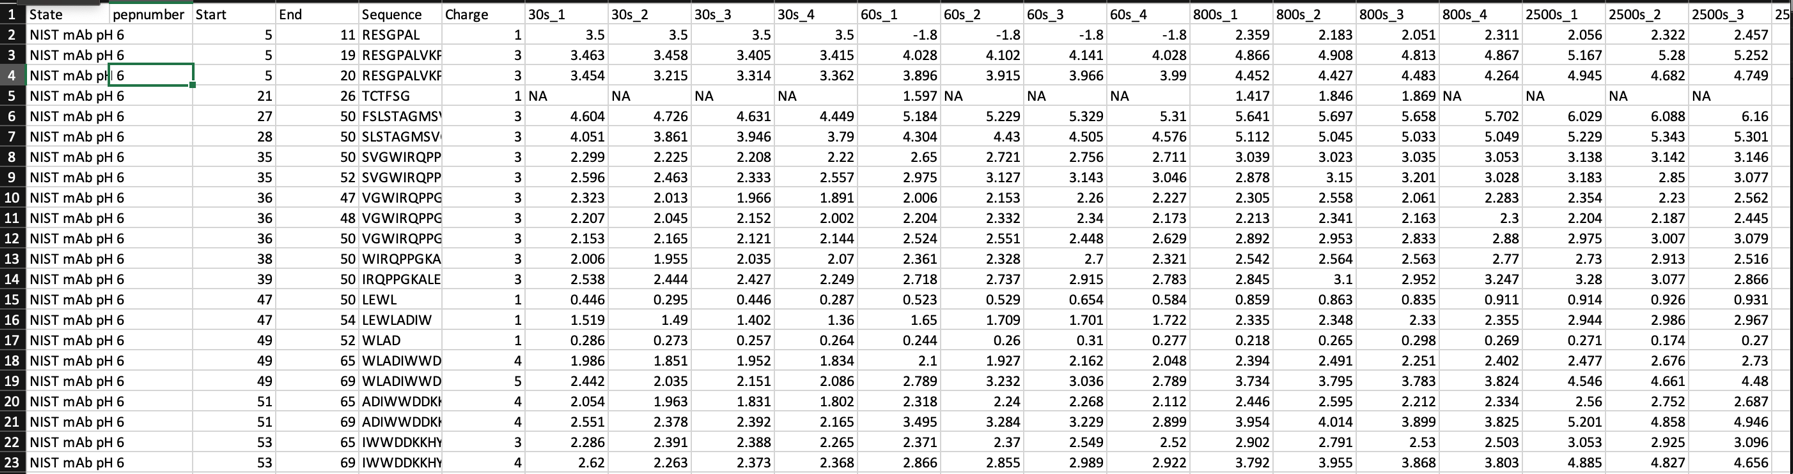 1 State pepnumber Start End Sequence Charge 30s_1 30s_2 30s_3 30s_4 60s_1 60s_2 60s_3 60s_4 800s_1 800s_2 800s_3 800s_4 2500s_1 2500s_2 2500s_3 25
2 NIST mAb pH 6 5 11 RESGPAL 1 3.5 3.5 3.5 3.5 -1.8 -1.8 -1.8 -1.8 2.359 2.183 2.051 2.311 2.056 2.322 2.457
3 NIST mAb pH 6 5 19 RESGPALVKP 3 3.463 3.458 3.405 3.415 4.028 4.102 4.141 4.028 4.866 4.908 4.813 4.867 5.167 5.28 5.252
4 NIST mAb pH 6 5 20 RESGPALVKP 3 3.454 3.215 3.314 3.362 3.896 3.915 3.966 3.99 4.452 4.427 4.483 4.264 4.945 4.682 4.749
5 NIST mAb pH 6 21 26 TCTFSG 1 NA NA NA NA 1.597 NA NA NA 1.417 1.846 1.869 NA NA NA NA
6 NIST mAb pH 6 27 50 FSLSTAGMSV 3 4.604 4.726 4.631 4.449 5.184 5.229 5.329 5.31 5.641 5.697 5.658 5.702 6.029 6.088 6.16
7 NIST mAb pH 6 28 50 SLSTAGMSV 3 4.051 3.861 3.946 3.79 4.304 4.43 4.505 4.576 5.112 5.045 5.033 5.049 5.229 5.343 5.301
8 NIST mAb pH 6 35 50 SVGWIRQPP 3 2.299 2.225 2.208 2.22 2.65 2.721 2.756 2.711 3.039 3.023 3.035 3.053 3.138 3.142 3.146
9 NIST mAb pH 6 35 52 SVGWIRQPP 3 2.596 2.463 2.333 2.557 2.975 3.127 3.143 3.046 2.878 3.15 3.201 3.028 3.183 2.85 3.077
10 NIST mAb pH 6 36 47 VGWIRQPPG 3 2.323 2.013 1.966 1.891 2.006 2.153 2.26 2.227 2.305 2.558 2.061 2.283 2.354 2.23 2.562
11 NIST mAb pH 6 36 48 VGWIRQPPG 3 2.207 2.045 2.152 2.002 2.204 2.332 2.34 2.173 2.213 2.341 2.163 2.3 2.204 2.187 2.445
12 NIST mAb pH 6 36 50 VGWIRQPPG 3 2.153 2.165 2.121 2.144 2.524 2.551 2.448 2.629 2.892 2.953 2.833 2.88 2.975 3.007 3.079
13 NIST mAb pH 6 38 50 WIRQPPGKA 3 2.006 1.955 2.035 2.07 2.361 2.328 2.7 2.321 2.542 2.564 2.563 2.77 2.73 2.913 2.516
14 NIST mAb pH 6 39 50 IRQPPGKALE 3 2.538 2.444 2.427 2.249 2.718 2.737 2.915 2.783 2.845 3.1 2.952 3.247 3.28 3.077 2.866
15 NIST mAb pH 6 47 50 LEWL 1 0.446 0.295 0.446 0.287 0.523 0.529 0.654 0.584 0.859 0.863 0.835 0.911 0.914 0.926 0.931
16 NIST mAb pH 6 47 54 LEWLADIW 1 1.519 1.49 1.402 1.36 1.65 1.709 1.701 1.722 2.335 2.348 2.33 2.355 2.944 2.986 2.967
17 NIST mAb pH 6 49 52 WLAD 1 0.286 0.273 0.257 0.264 0.244 0.26 0.31 0.277 0.218 0.265 0.298 0.269 0.271 0.174 0.27
18 NIST mAb pH 6 49 65 WLADIWWD 4 1.986 1.851 1.952 1.834 2.1 1.927 2.162 2.048 2.394 2.491 2.251 2.402 2.477 2.676 2.73
19 NIST mAb pH 6 49 69 WLADIWWD 5 2.442 2.035 2.151 2.086 2.789 3.232 3.036 2.789 3.734 3.795 3.783 3.824 4.546 4.661 4.48
20 NIST mAb pH 6 51 65 ADIWWDDKK 4 2.054 1.963 1.831 1.802 2.318 2.24 2.268 2.112 2.446 2.595 2.212 2.334 2.56 2.752 2.687
21 NIST mAb pH 6 51 69 ADIWWDDKK 4 2.551 2.378 2.392 2.165 3.495 3.284 3.229 2.899 3.954 4.014 3.899 3.825 5.201 4.858 4.946
22 NIST mAb pH 6 53 65 IWWDDKKHY 3 2.286 2.391 2.388 2.265 2.371 2.37 2.549 2.52 2.902 2.791 2.53 2.503 3.053 2.925 3.096
23 NIST mAb pH 6 53 69 IWWDDKKHY 4 2.62 2.263 2.373 2.368 2.866 2.855 2.989 2.922 3.792 3.955 3.868 3.803 4.885 4.827 4.656